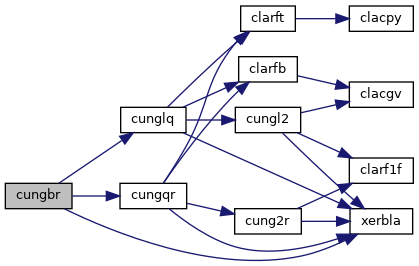 clarft
clacpy
clarfb
clacgv
cunglq
cungl2
clarf1f
cungbr
cungqr
cung2r
xerbla